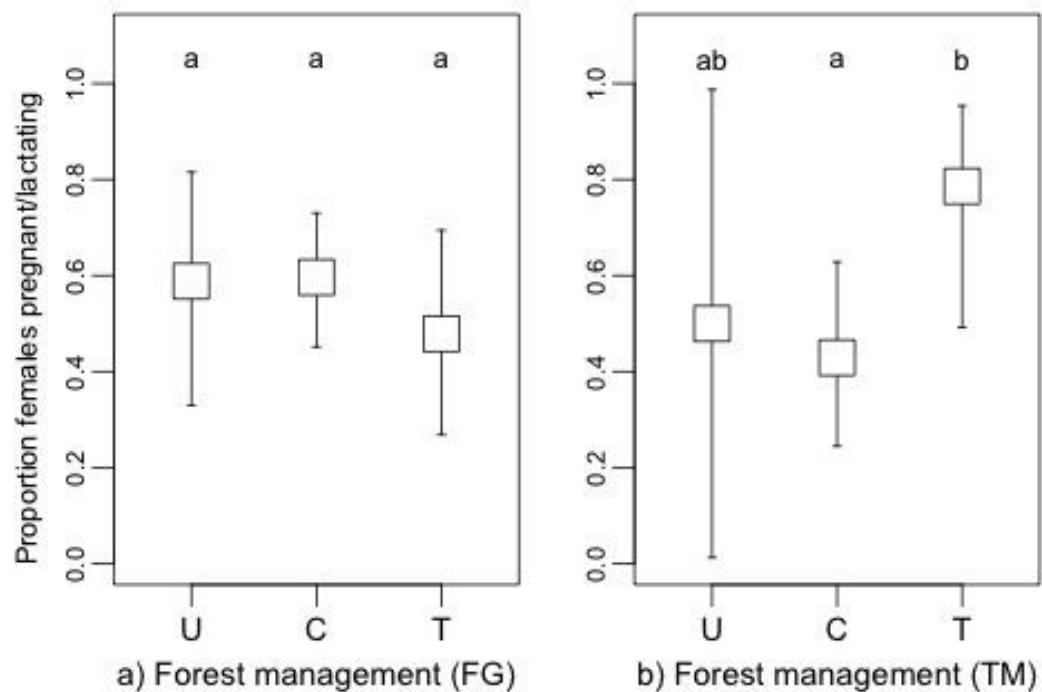 Proportion females pregnant/lactating
1.0
0.8
0.6
0.4
0.2
0.0
a a a
U C T
a) Forest management (FG)
1.0
0.8
0.6
0.4
0.2
0.0
ab a b
U C T
b) Forest management (TM)